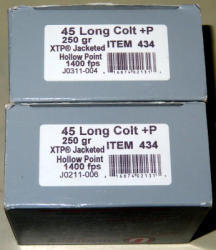 45 Long Colt +P
250 gr
XTP® Jacketed ITEM 434
Hollow Point
1400 fps
J0311-004
45 Long Colt +P
250 gr
XTP® Jacketed ITEM 434
Hollow Point
1400 fps
J0211-006